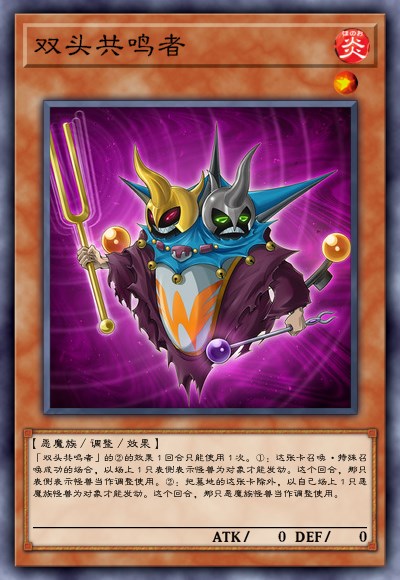 双头共鸣者
ほのお
炎
W
【恶魔族／调整／效果】
「双头共鸣者」的②的效果1回合只能使用1次。①：这张卡召唤·特殊召
唤成功的场合，以场上1只表侧表示怪兽为对象才能发动。这个回合，那只
表侧表示怪兽当作调整使用。②：把墓地的这张卡除外，以自己场上1只恶
魔族怪兽为对象才能发动。这个回合，那只恶魔族怪兽当作调整使用。
ATK/ 0 DEF/ 0